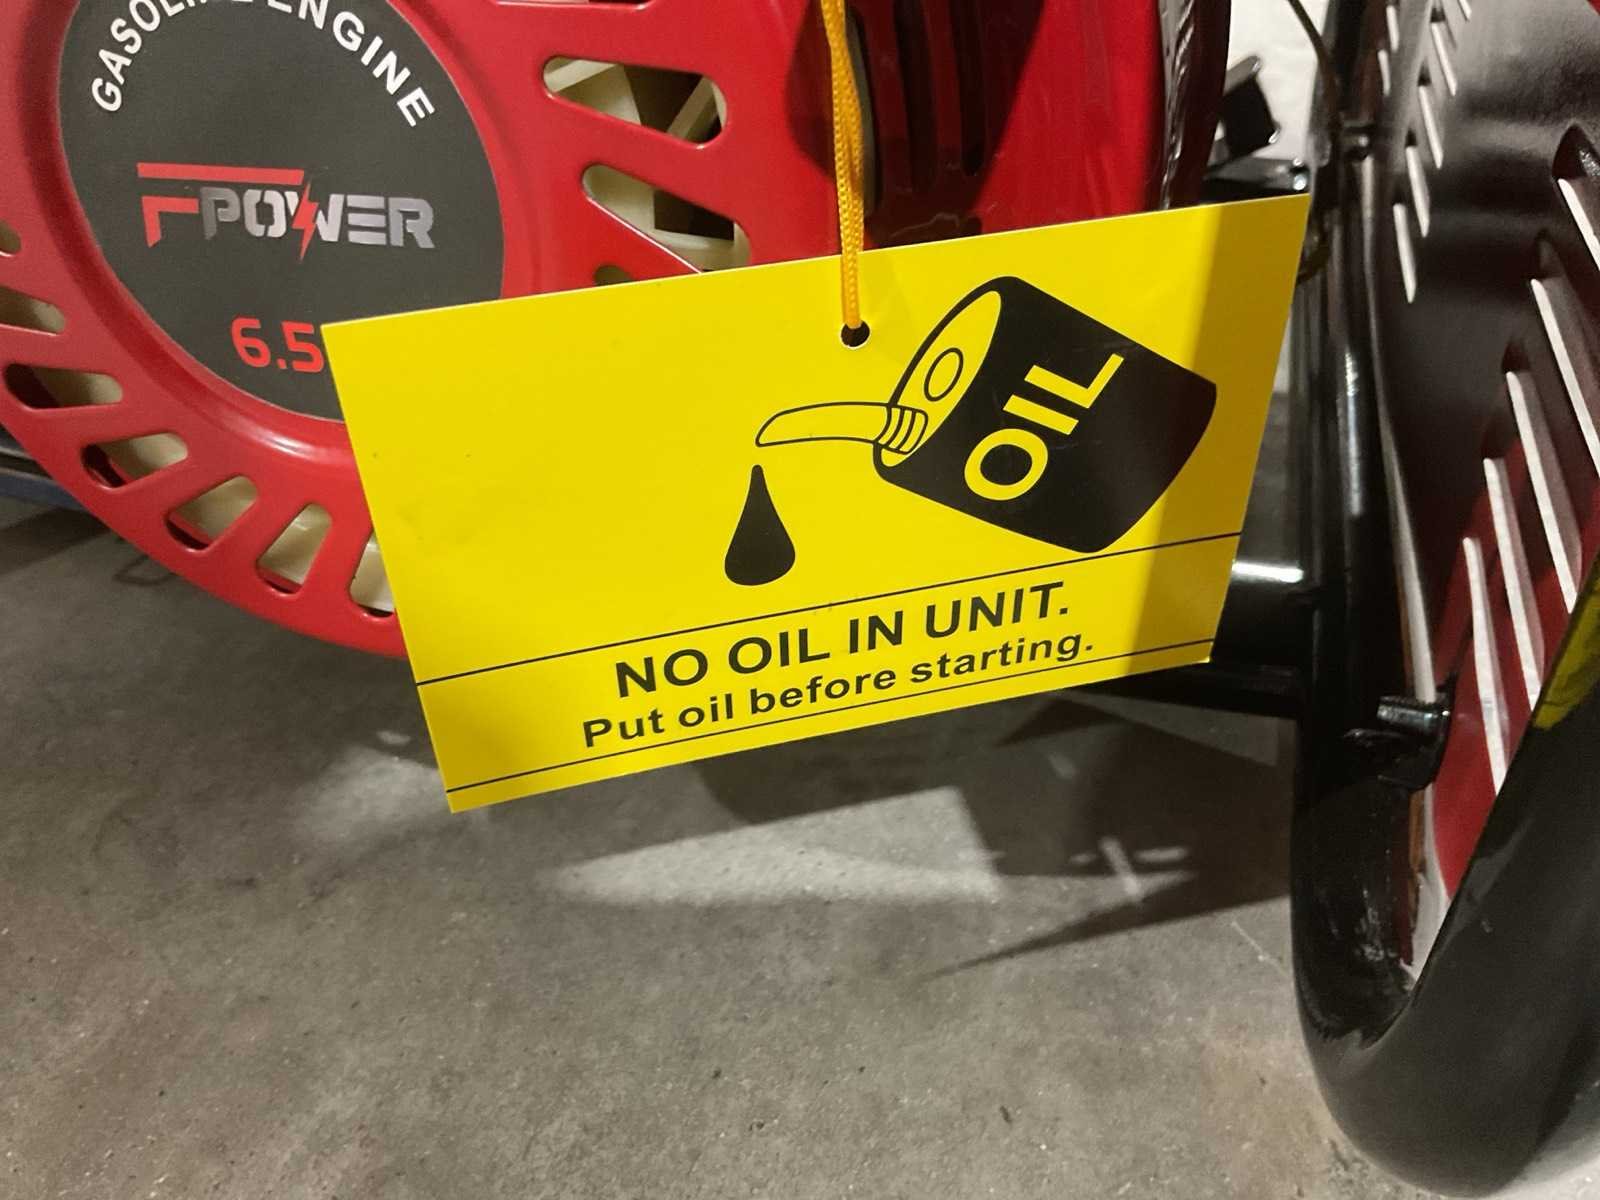 GASOLINE ENGINE
FPOWER
6.5
OIL
NO OIL IN UNIT.
Put oil before starting.